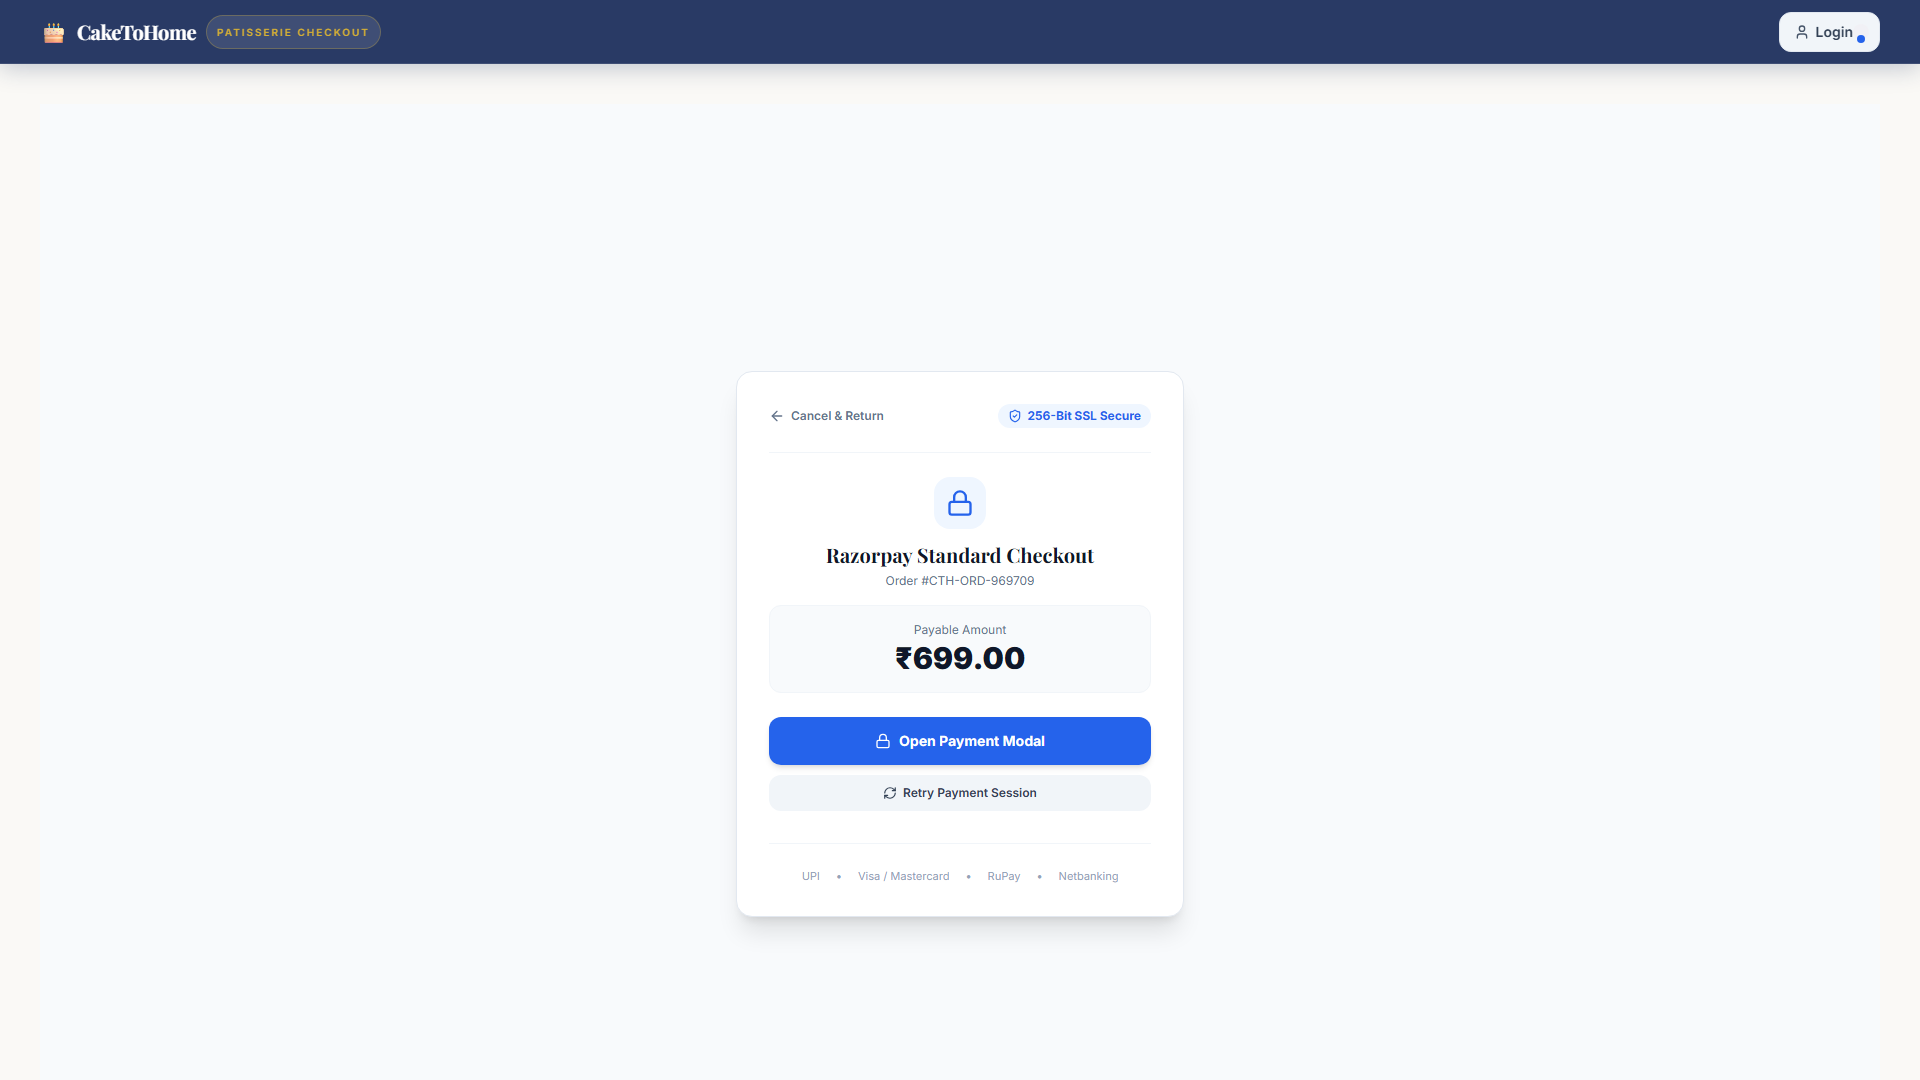 CakeToHome PATISSERIE CHECKOUT Login
Cancel & Return 256-Bit SSL Secure
Razorpay Standard Checkout
Order #CTH-ORD-969709
Payable Amount
₹699.00
Open Payment Modal
Retry Payment Session
UPI • Visa / Mastercard • RuPay • Netbanking